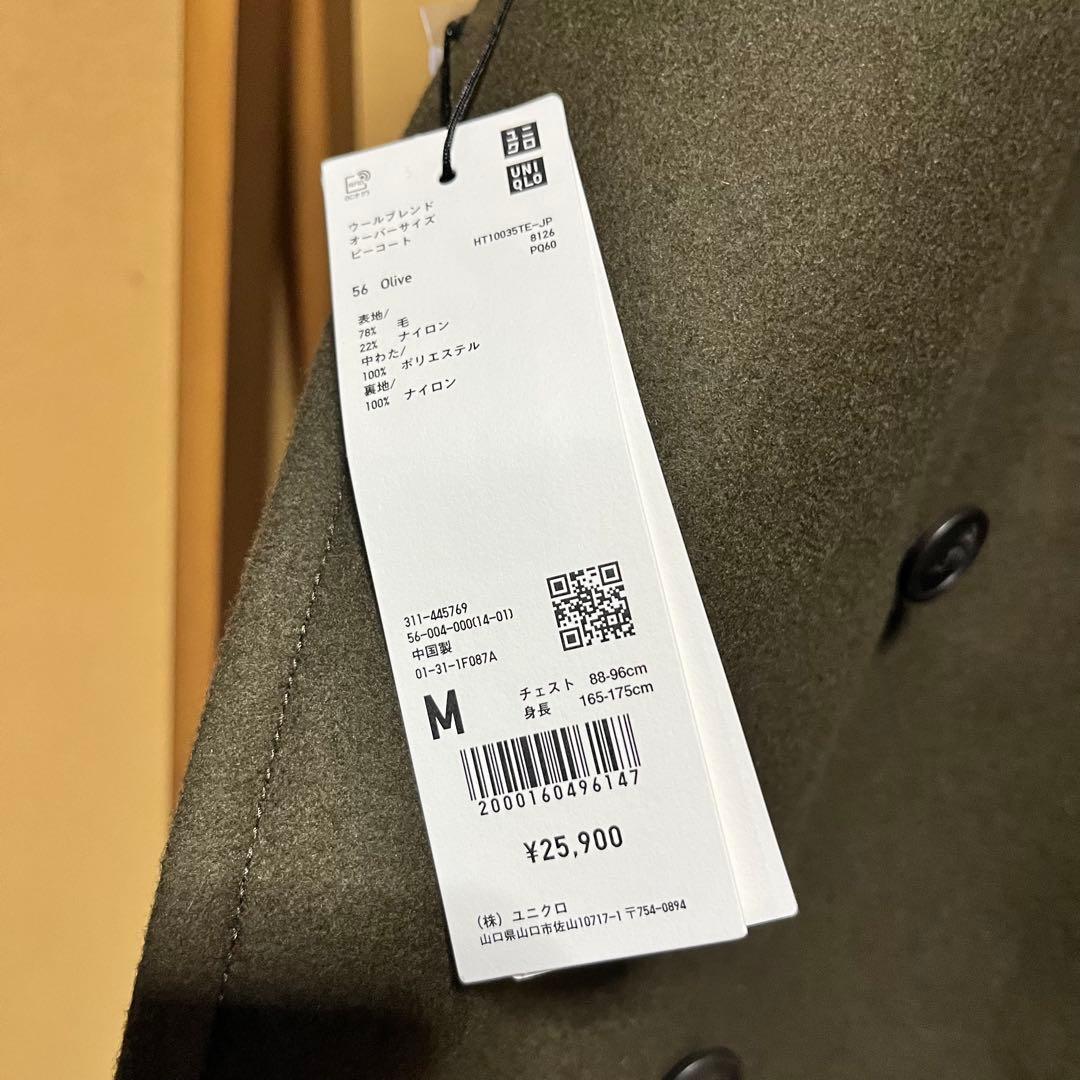 ユニ
クロ
UNI
QLO
ウールブレンド
オーバーサイズ
ピーコート
HT10035TE-JP
8126
PQ60
56 Olive
表地/
78% 毛
22% ナイロン
中わた/
100% ポリエステル
裏地/
100% ナイロン
311-445769
56-004-000(14-01)
中国製
01-31-1F087A
M
チェスト 88-96cm
身長 165-175cm
2000160496147
¥25,900
(株) ユニクロ
山口県山口市佐山10717-1 〒754-0894